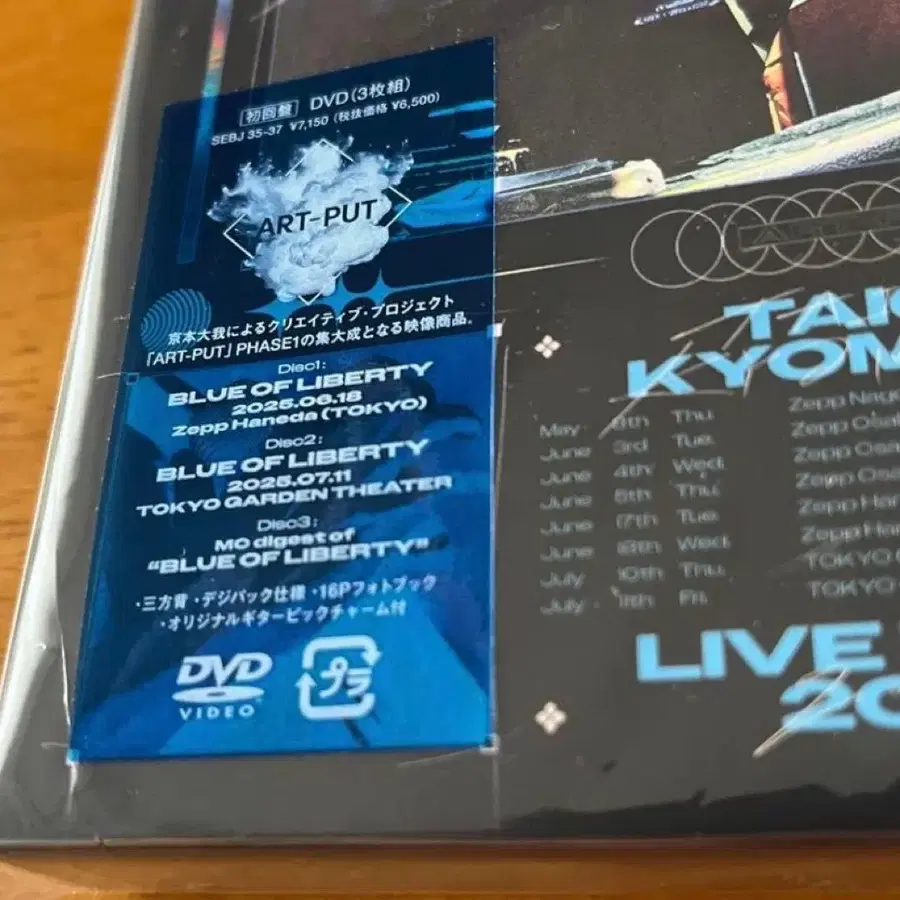 初回盤 DVD(3枚組)
SEBJ 35-37 ¥7,150 (税抜価格 ¥6,500)
ART-PUT
京本大我によるクリエイティブ・プロジェクト
「ART-PUT」PHASE1の集大成となる映像商品。
Disc1:
BLUE OF LIBERTY
2025.06.18
Zepp Haneda (TOKYO)
Disc2:
BLUE OF LIBERTY
2025.07.11
TOKYO GARDEN THEATER
Disc3:
MC digest of
“BLUE OF LIBERTY”
・三方背 ・デジパック仕様 ・16Pフォトブック
・オリジナルギターピックチャーム付
DVD
VIDEO
プラ
KYOM
May 8th Thu Zepp Nag
June 3rd Tue. Zepp Osa
June 4th Wed Zepp Osa
June 5th Thu Zepp Osa
June 17th Tue Zepp Han
June 18th Wed Zepp Han
July 10th Thu TOKYO
July 11th Fri TOKYO
LIVE